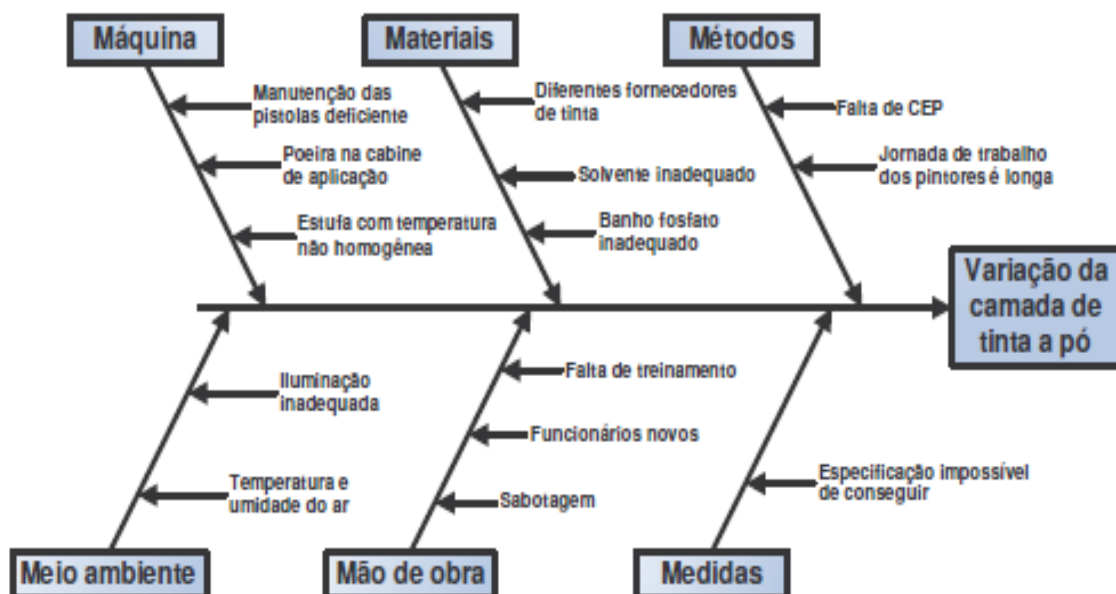 Máquina
Materiais
Métodos
Manutenção das
pistolas deficiente
Poeira na cabine
de aplicação
Estufa com temperatura
não homogênea
Diferentes fornecedores
de tinta
Solvente inadequado
Banho fosfato
inadequado
Falta de CEP
Jornada de trabalho
dos pintores é longa
Variação da
camada de
tinta a pó
Iluminação
inadequada
Temperatura e
umidade do ar
Falta de treinamento
Funcionários novos
Sabotagem
Especificação impossível
de conseguir
Meio ambiente
Mão de obra
Medidas